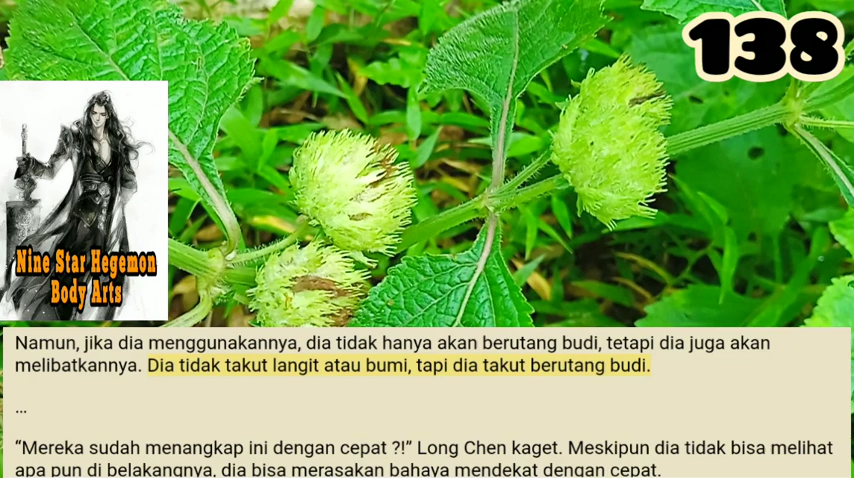 138
Nine Star Hegemon
Body Arts
Namun, jika dia menggunakannya, dia tidak hanya akan berutang budi, tetapi dia juga akan
melibatkannya. Dia tidak takut langit atau bumi, tapi dia takut berutang budi.
...
“Mereka sudah menangkap ini dengan cepat ?!” Long Chen kaget. Meskipun dia tidak bisa melihat
apa pun di belakangnya, dia bisa merasakan bahaya mendekat dengan cepat.